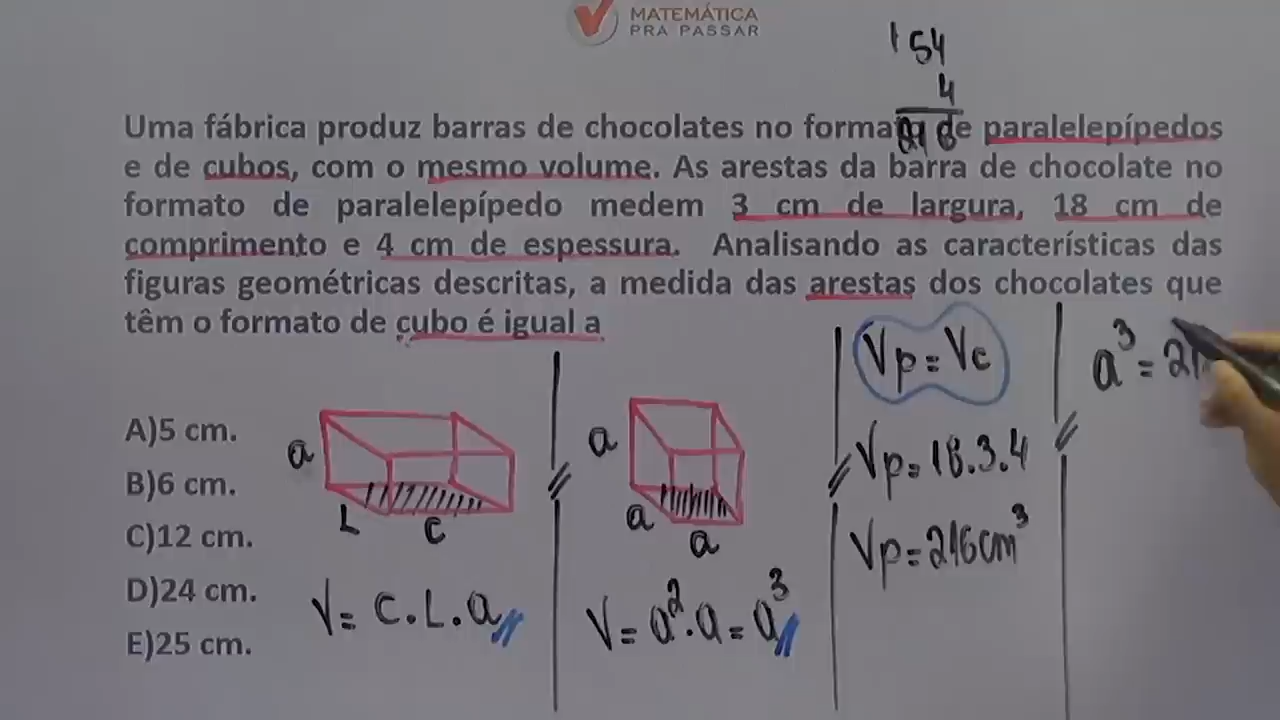 MATEMÁTICA
PRA PASSAR
1 54
4
216
Uma fábrica produz barras de chocolates no formato de paralelepípedos
e de cubos, com o mesmo volume. As arestas da barra de chocolate no
formato de paralelepípedo medem 3 cm de largura, 18 cm de
comprimento e 4 cm de espessura. Analisando as características das
figuras geométricas descritas, a medida das arestas dos chocolates que
têm o formato de cubo é igual a
A)5 cm.
B)6 cm.
C)12 cm.
D)24 cm.
E)25 cm.
a
L
C
V = C.L.a
a
a
a
V = a².a = a³
Vp = Vc
Vp = 18.3.4
Vp = 216cm³
a³ = 21